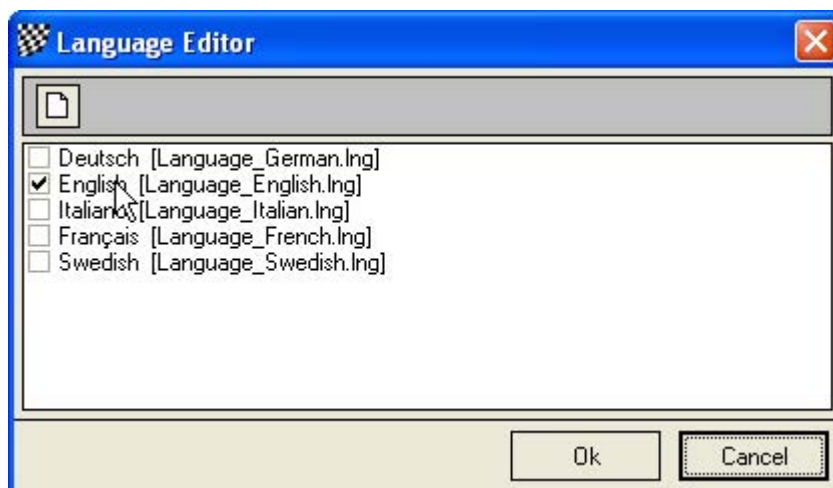 Language Editor
Deutsch [Language_German.lng]
English [Language_English.lng]
Italiano [Language_Italian.lng]
Français [Language_French.lng]
Swedish [Language_Swedish.lng]
Ok
Cancel